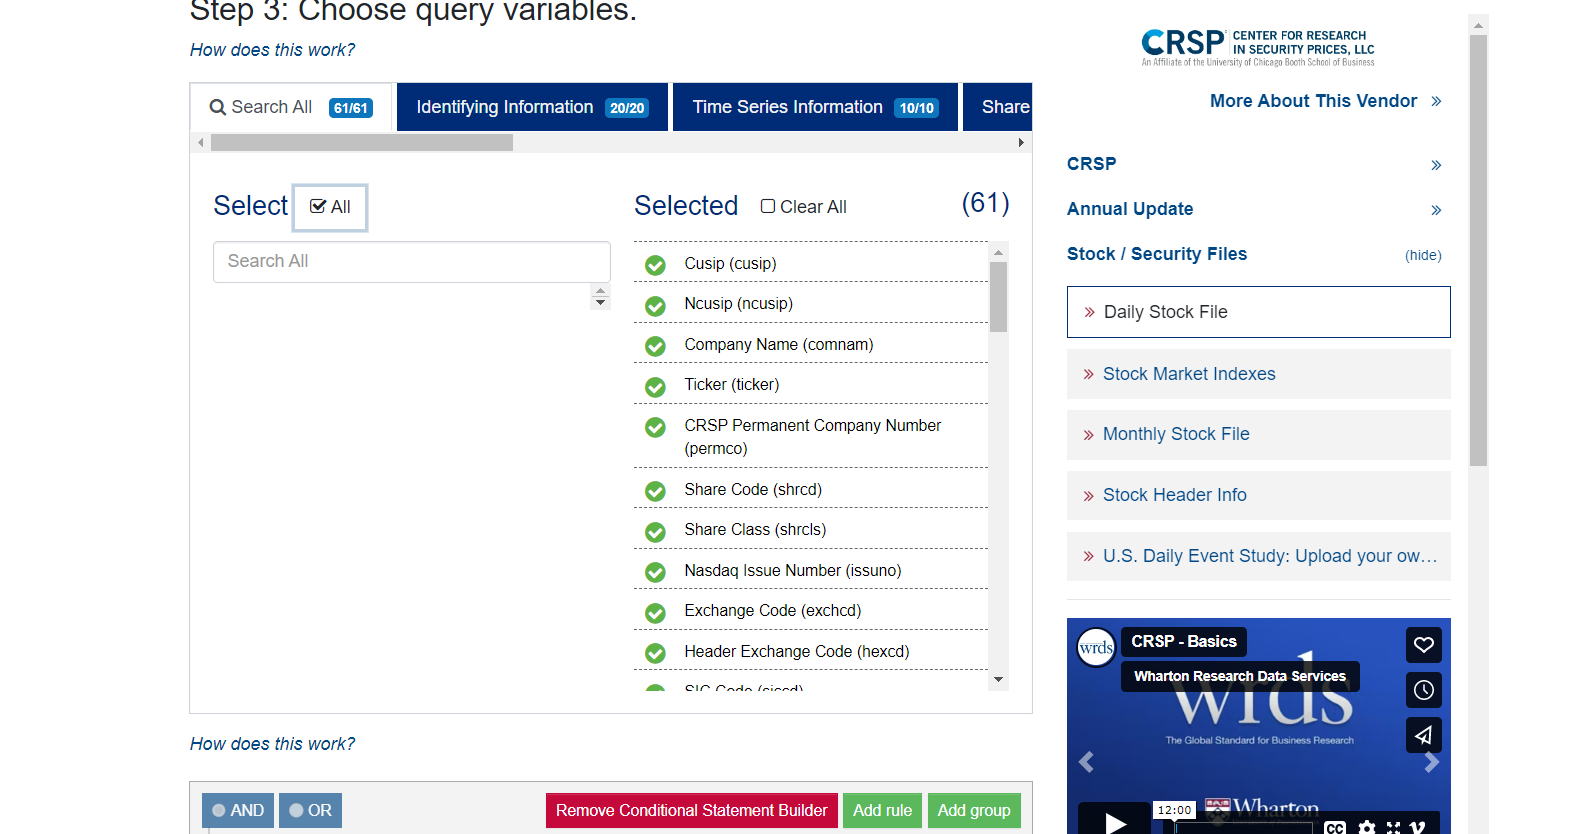 Step 3: Choose query variables.
How does this work?
Search All 61/61 Identifying Information 20/20 Time Series Information 10/10 Share
Select All
Search All
Selected Clear All (61)
Cusip (cusip)
Ncusip (ncusip)
Company Name (comnam)
Ticker (ticker)
CRSP Permanent Company Number
(permco)
Share Code (shrcd)
Share Class (shrcls)
Nasdaq Issue Number (issuno)
Exchange Code (exchcd)
Header Exchange Code (hexcd)
SIC Code (siccd)
How does this work?
AND OR Remove Conditional Statement Builder Add rule Add group
CRSP CENTER FOR RESEARCH
IN SECURITY PRICES, LLC
An Affiliate of the University of Chicago Booth School of Business
More About This Vendor »
CRSP »
Annual Update »
Stock / Security Files (hide)
» Daily Stock File
» Stock Market Indexes
» Monthly Stock File
» Stock Header Info
» U.S. Daily Event Study: Upload your ow…
wrds CRSP - Basics
Wharton Research Data Services
wrds
The Global Standard for Business Research
12:00 Wharton
CC